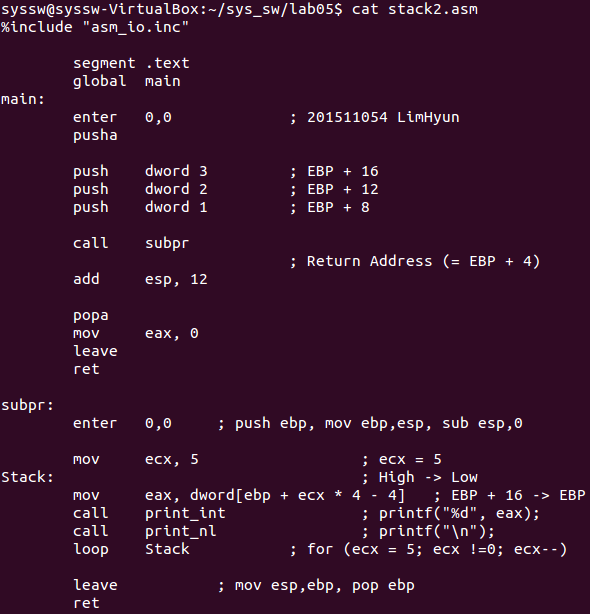 syssw@syssw-VirtualBox:~/sys_sw/lab05$ cat stack2.asm
%include "asm_io.inc"
segment .text
global main
main:
enter 0,0 ; 201511054 LimHyun
pusha
push dword 3 ; EBP + 16
push dword 2 ; EBP + 12
push dword 1 ; EBP + 8
call subpr
; Return Address (= EBP + 4)
add esp, 12
popa
mov eax, 0
leave
ret
subpr:
enter 0,0 ; push ebp, mov ebp,esp, sub esp,0
mov ecx, 5 ; ecx = 5
Stack: ; High -> Low
mov eax, dword[ebp + ecx * 4 - 4] ; EBP + 16 -> EBP
call print_int ; printf("%d", eax);
call print_nl ; printf("\n");
loop Stack ; for (ecx = 5; ecx !=0; ecx--)
leave ; mov esp,ebp, pop ebp
ret